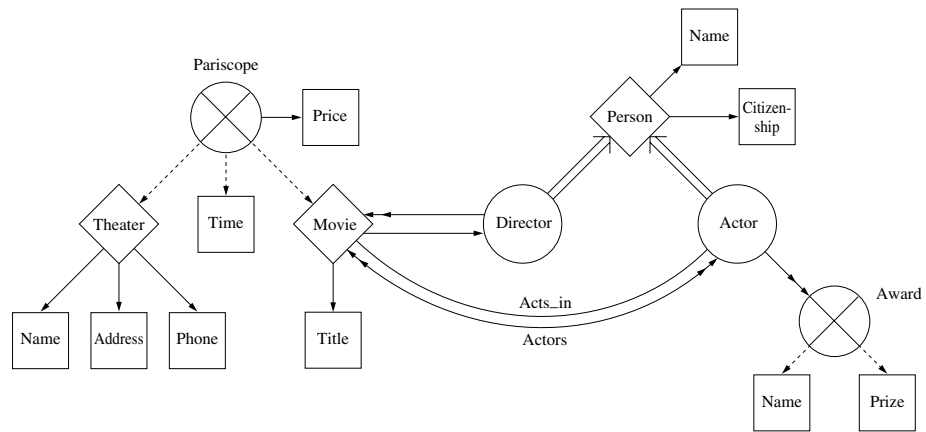 Name
Pariscope
Price
Person
Citizen-
ship
Theater
Time
Movie
Director
Actor
Acts_in
Award
Name
Address
Phone
Title
Actors
Name
Prize